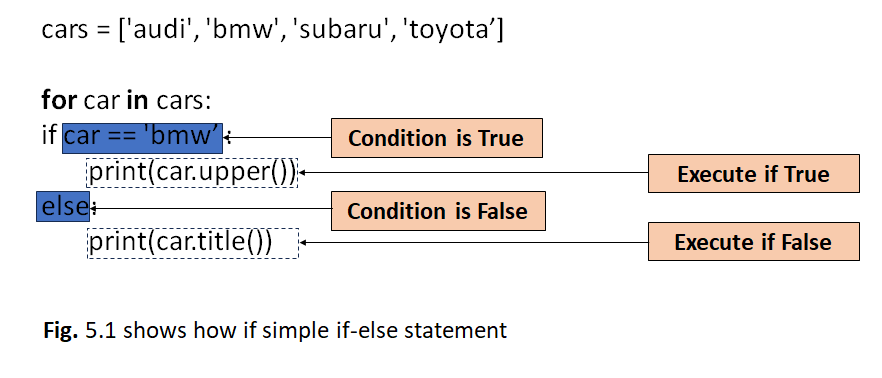 cars = ['audi', 'bmw', 'subaru', 'toyota’]
for car in cars:
if car == 'bmw’:
Condition is True
print(car.upper())
Execute if True
else:
Condition is False
print(car.title())
Execute if False
Fig. 5.1 shows how if simple if-else statement